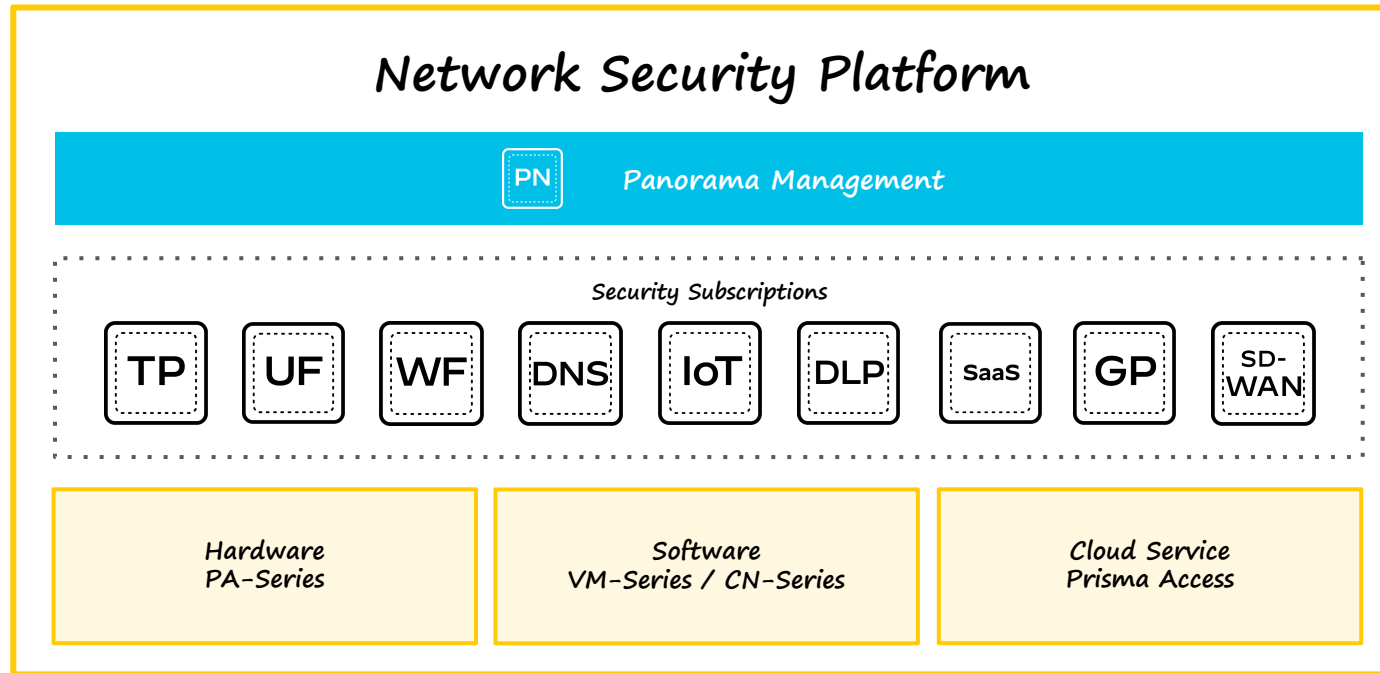 Network Security Platform
PN Panorama Management
Security Subscriptions
TP UF WF DNS IoT DLP SaaS GP SD-
WAN
Hardware
PA-Series
Software
VM-Series / CN-Series
Cloud Service
Prisma Access